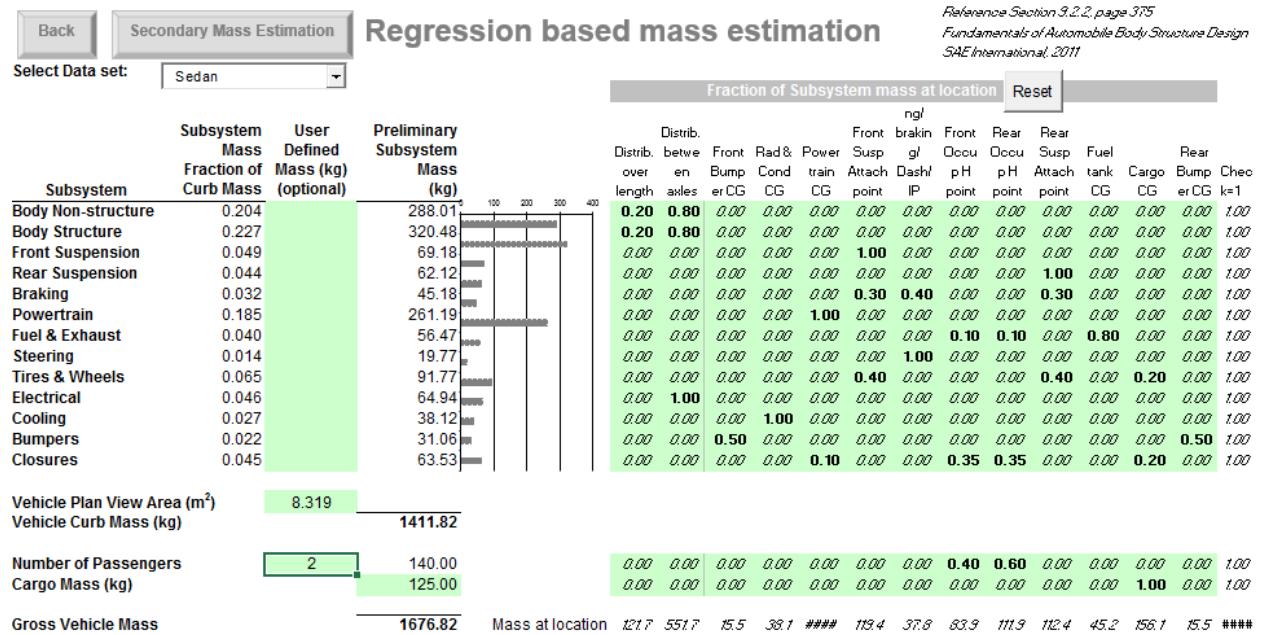 Back
Secondary Mass Estimation
Regression based mass estimation
Reference Section 9.2.2, page 375
Fundamentals of Automobile Body Structure Design
SAE International, 2011
Select Data set:
Sedan
Fraction of Subsystem mass at location
Reset
Subsystem
Subsystem Mass Fraction of Curb Mass
User Defined Mass (kg) (optional)
Preliminary Subsystem Mass (kg)
0 100 200 300 400
Distrib. over length
Distrib. betwe en axles
Front Bump er CG
Rad & Cond CG
Power train CG
Front Susp Attach point
ng/ brakin g/ Dash/ IP
Front Occu p H point
Rear Occu p H point
Rear Susp Attach point
Fuel tank CG
Cargo CG
Rear Bump er CG
Chec k=1
Body Non-structure 0.204 288.01 0.20 0.80 0.00 0.00 0.00 0.00 0.00 0.00 0.00 0.00 0.00 0.00 0.00 1.00
Body Structure 0.227 320.48 0.20 0.80 0.00 0.00 0.00 0.00 0.00 0.00 0.00 0.00 0.00 0.00 0.00 1.00
Front Suspension 0.049 69.18 0.00 0.00 0.00 0.00 0.00 1.00 0.00 0.00 0.00 0.00 0.00 0.00 0.00 1.00
Rear Suspension 0.044 62.12 0.00 0.00 0.00 0.00 0.00 0.00 0.00 0.00 0.00 1.00 0.00 0.00 0.00 1.00
Braking 0.032 45.18 0.00 0.00 0.00 0.00 0.00 0.30 0.40 0.00 0.00 0.30 0.00 0.00 0.00 1.00
Powertrain 0.185 261.19 0.00 0.00 0.00 0.00 1.00 0.00 0.00 0.00 0.00 0.00 0.00 0.00 0.00 1.00
Fuel & Exhaust 0.040 56.47 0.00 0.00 0.00 0.00 0.00 0.00 0.00 0.10 0.10 0.00 0.80 0.00 0.00 1.00
Steering 0.014 19.77 0.00 0.00 0.00 0.00 0.00 0.00 1.00 0.00 0.00 0.00 0.00 0.00 0.00 1.00
Tires & Wheels 0.065 91.77 0.00 0.00 0.00 0.00 0.00 0.40 0.00 0.00 0.00 0.40 0.00 0.20 0.00 1.00
Electrical 0.046 64.94 0.00 1.00 0.00 0.00 0.00 0.00 0.00 0.00 0.00 0.00 0.00 0.00 0.00 1.00
Cooling 0.027 38.12 0.00 0.00 0.00 1.00 0.00 0.00 0.00 0.00 0.00 0.00 0.00 0.00 0.00 1.00
Bumpers 0.022 31.06 0.00 0.00 0.50 0.00 0.00 0.00 0.00 0.00 0.00 0.00 0.00 0.00 0.50 1.00
Closures 0.045 63.53 0.00 0.00 0.00 0.00 0.10 0.00 0.00 0.35 0.35 0.00 0.00 0.20 0.00 1.00
Vehicle Plan View Area (m²) 8.319
Vehicle Curb Mass (kg) 1411.82
Number of Passengers 2 140.00 0.00 0.00 0.00 0.00 0.00 0.00 0.00 0.40 0.60 0.00 0.00 0.00 0.00 1.00
Cargo Mass (kg) 125.00 0.00 0.00 0.00 0.00 0.00 0.00 0.00 0.00 0.00 0.00 0.00 1.00 0.00 1.00
Gross Vehicle Mass 1676.82 Mass at location 121.7 551.7 15.5 38.1 #### 119.4 37.8 83.9 111.9 112.4 45.2 156.1 15.5 ####